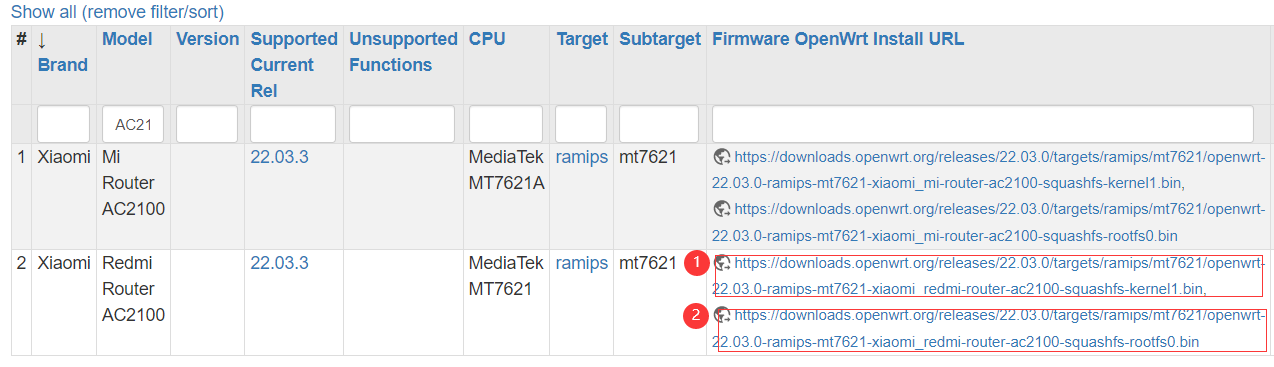 Show all (remove filter/sort)
# ↓ Brand Model Version Supported Current Rel Unsupported Functions CPU Target Subtarget Firmware OpenWrt Install URL
AC21
1 Xiaomi Mi Router AC2100 22.03.3 MediaTek MT7621A ramips mt7621 https://downloads.openwrt.org/releases/22.03.0/targets/ramips/mt7621/openwrt-
22.03.0-ramips-mt7621-xiaomi_mi-router-ac2100-squashfs-kernel1.bin,
https://downloads.openwrt.org/releases/22.03.0/targets/ramips/mt7621/openwrt-
22.03.0-ramips-mt7621-xiaomi_mi-router-ac2100-squashfs-rootfs0.bin
2 Xiaomi Redmi Router AC2100 22.03.3 MediaTek MT7621 ramips mt7621 1 https://downloads.openwrt.org/releases/22.03.0/targets/ramips/mt7621/openwrt-
22.03.0-ramips-mt7621-xiaomi_redmi-router-ac2100-squashfs-kernel1.bin,
2 https://downloads.openwrt.org/releases/22.03.0/targets/ramips/mt7621/openwrt-
22.03.0-ramips-mt7621-xiaomi_redmi-router-ac2100-squashfs-rootfs0.bin